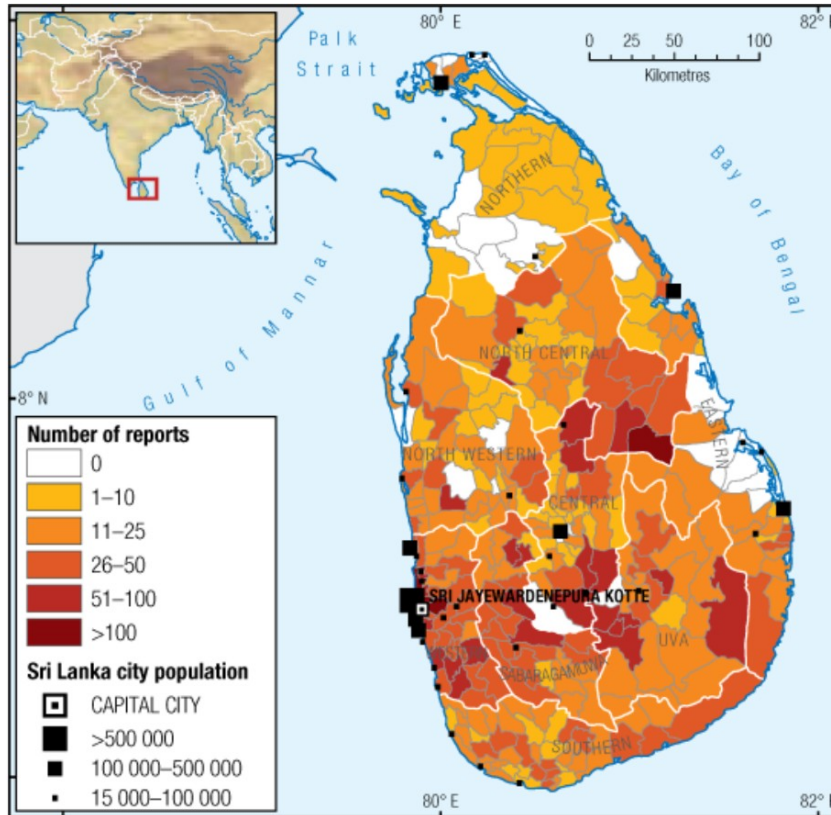 80° E
82° E
Palk
Strait
0 25 50 100
Kilometres
Bay of Bengal
NORTHERN
Gulf of Mannar
NORTH CENTRAL
8° N
EASTERN
Number of reports
0
1–10
11–25
26–50
51–100
>100
NORTH WESTERN
CENTRAL
SRI JAYEWARDENEPURA KOTTE
UVA
SABARAGAMUWA
SOUTHERN
Sri Lanka city population
CAPITAL CITY
>500 000
100 000–500 000
15 000–100 000
80° E
82° E